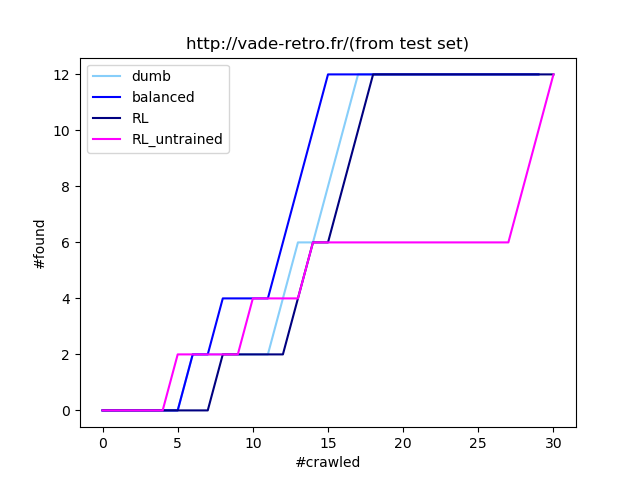 http://vade-retro.fr/(from test set)
dumb
balanced
RL
RL_untrained
12
10
8
6
4
2
0
#found
0 5 10 15 20 25 30
#crawled